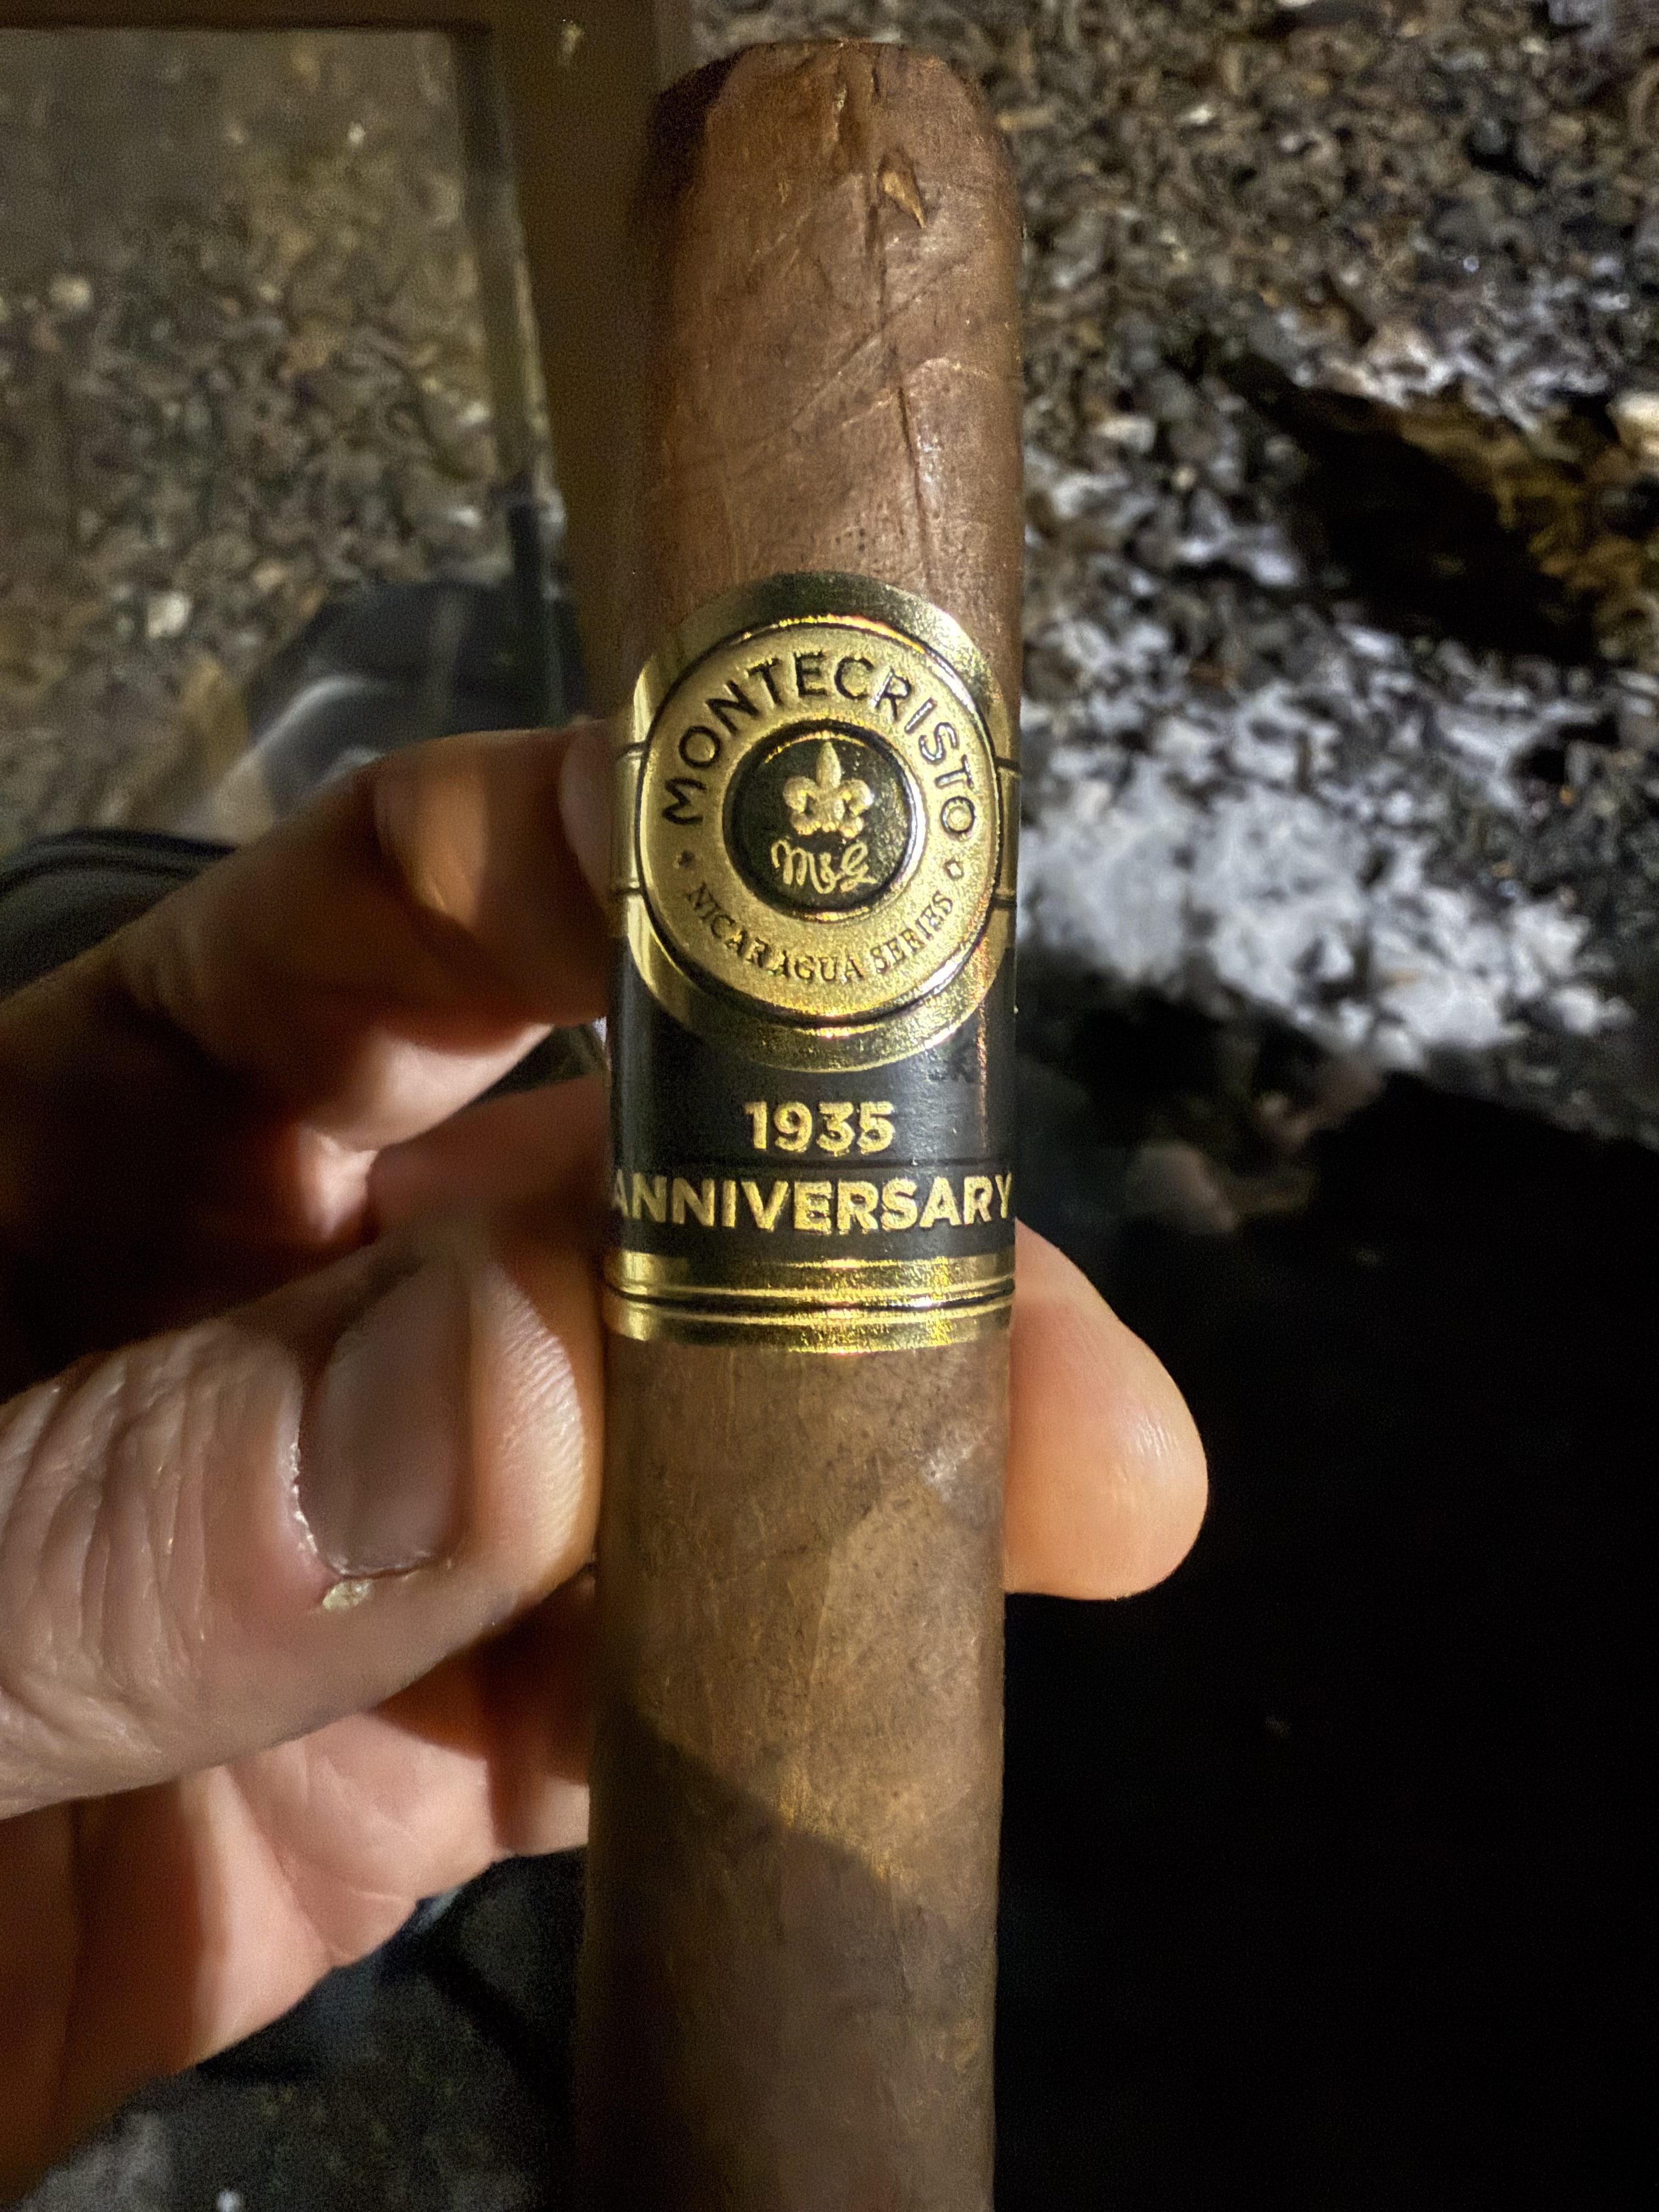 MONTECRISTO
M&G
NICARAGUA SERIES
1935
ANNIVERSARY